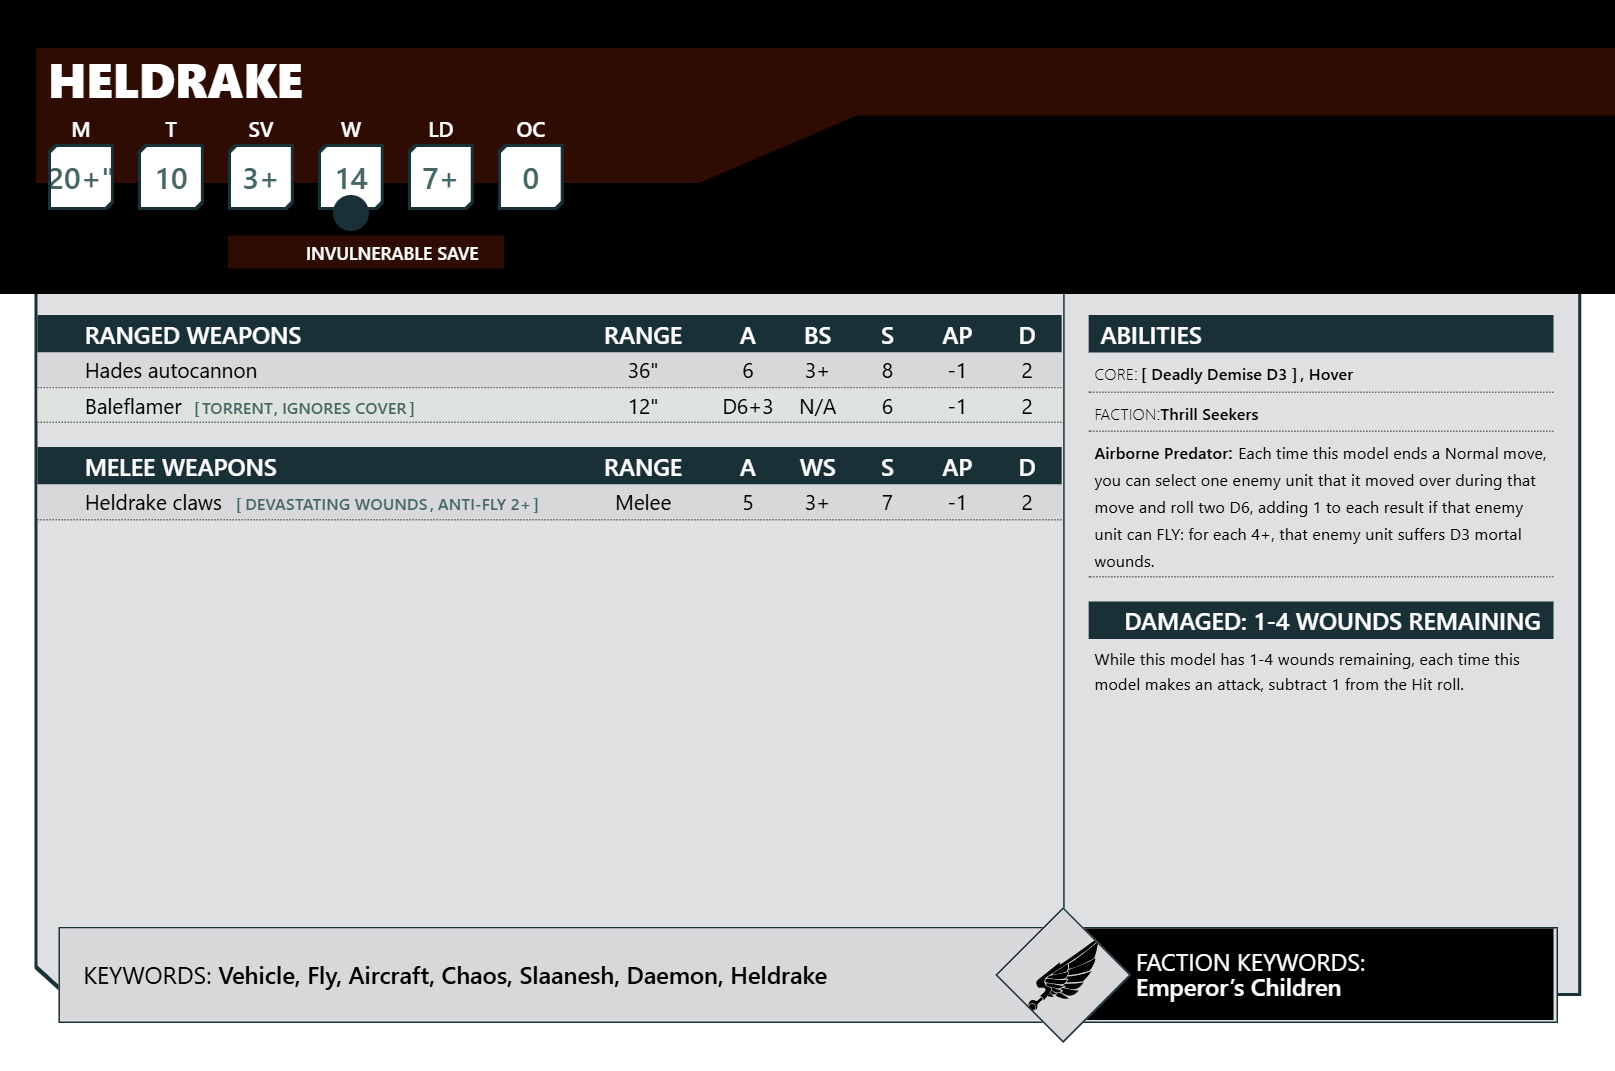 HELDRAKE
M T SV W LD OC
20+" 10 3+ 14 7+ 0
INVULNERABLE SAVE
RANGED WEAPONS RANGE A BS S AP D
Hades autocannon 36" 6 3+ 8 -1 2
Baleflamer [TORRENT, IGNORES COVER] 12" D6+3 N/A 6 -1 2
MELEE WEAPONS RANGE A WS S AP D
Heldrake claws [ DEVASTATING WOUNDS, ANTI-FLY 2+] Melee 5 3+ 7 -1 2
ABILITIES
CORE: [ Deadly Demise D3 ] , Hover
FACTION:Thrill Seekers
Airborne Predator: Each time this model ends a Normal move,
you can select one enemy unit that it moved over during that
move and roll two D6, adding 1 to each result if that enemy
unit can FLY: for each 4+, that enemy unit suffers D3 mortal
wounds.
DAMAGED: 1-4 WOUNDS REMAINING
While this model has 1-4 wounds remaining, each time this
model makes an attack, subtract 1 from the Hit roll.
KEYWORDS: Vehicle, Fly, Aircraft, Chaos, Slaanesh, Daemon, Heldrake
FACTION KEYWORDS:
Emperor’s Children